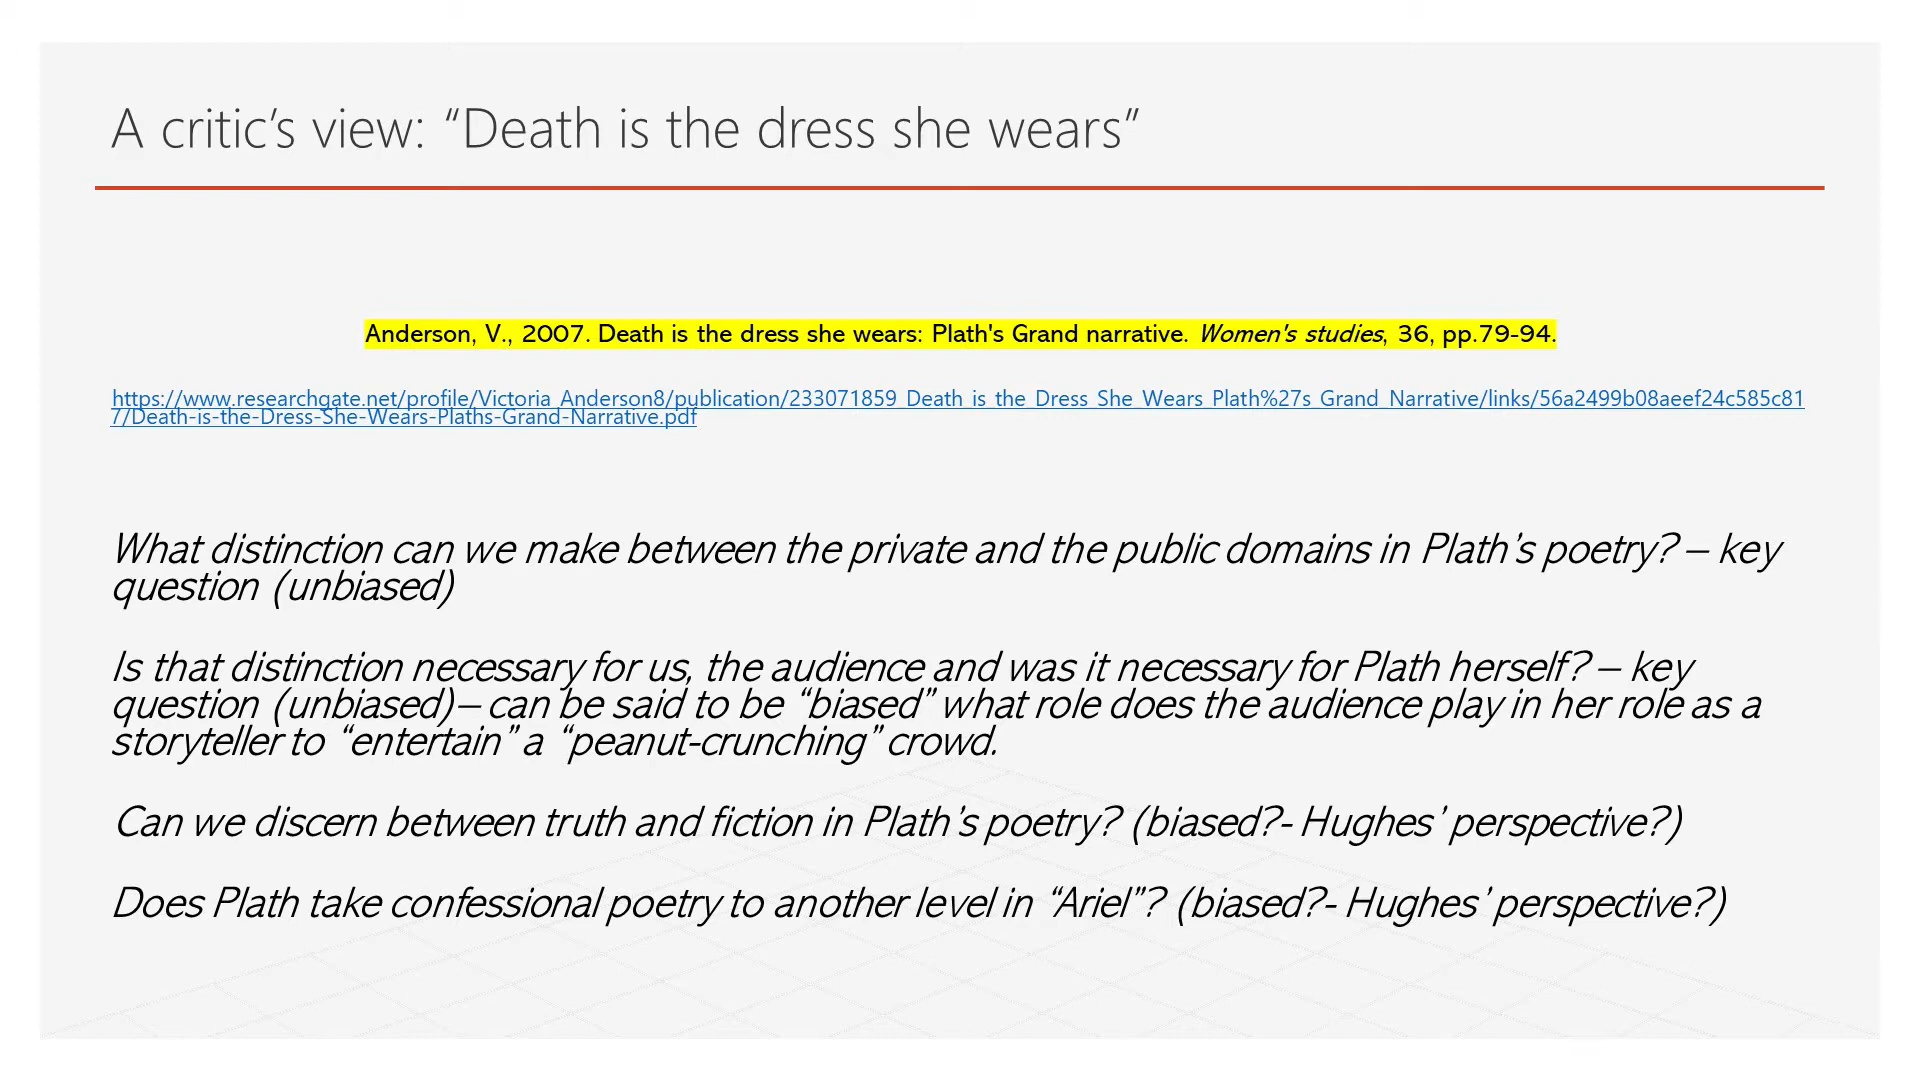 A critic’s view: “Death is the dress she wears”
Anderson, V., 2007. Death is the dress she wears: Plath's Grand narrative. Women's studies, 36, pp.79-94.
https://www.researchgate.net/profile/Victoria_Anderson8/publication/233071859_Death_is_the_Dress_She_Wears_Plath%27s_Grand_Narrative/links/56a2499b08aeef24c585c81
7/Death-is-the-Dress-She-Wears-Plaths-Grand-Narrative.pdf
What distinction can we make between the private and the public domains in Plath’s poetry? – key
question (unbiased)
Is that distinction necessary for us, the audience and was it necessary for Plath herself? – key
question (unbiased)– can be said to be “biased” what role does the audience play in her role as a
storyteller to “entertain” a “peanut-crunching” crowd.
Can we discern between truth and fiction in Plath’s poetry? (biased?- Hughes’ perspective?)
Does Plath take confessional poetry to another level in “Ariel”? (biased?- Hughes’ perspective?)